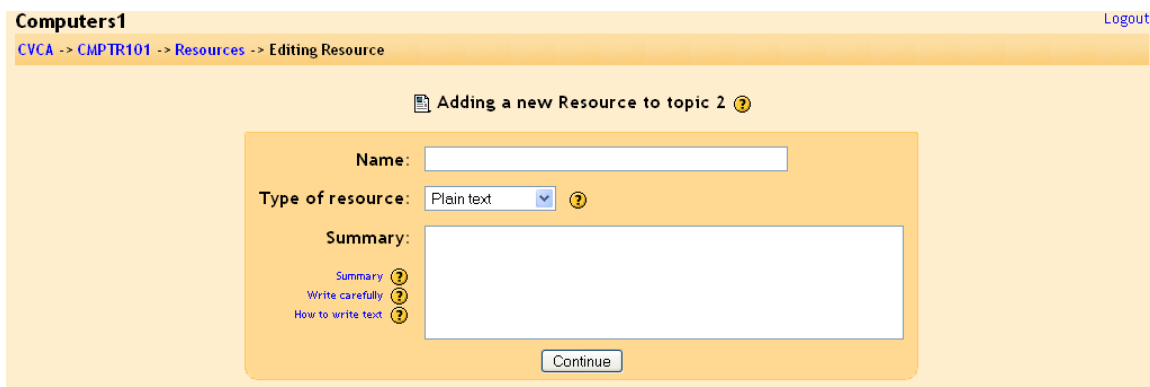 Computers1
Logout
CVCA -> CMPTR101 -> Resources -> Editing Resource
Adding a new Resource to topic 2 ?
Name:
Type of resource: Plain text ?
Summary:
Summary ?
Write carefully ?
How to write text ?
Continue